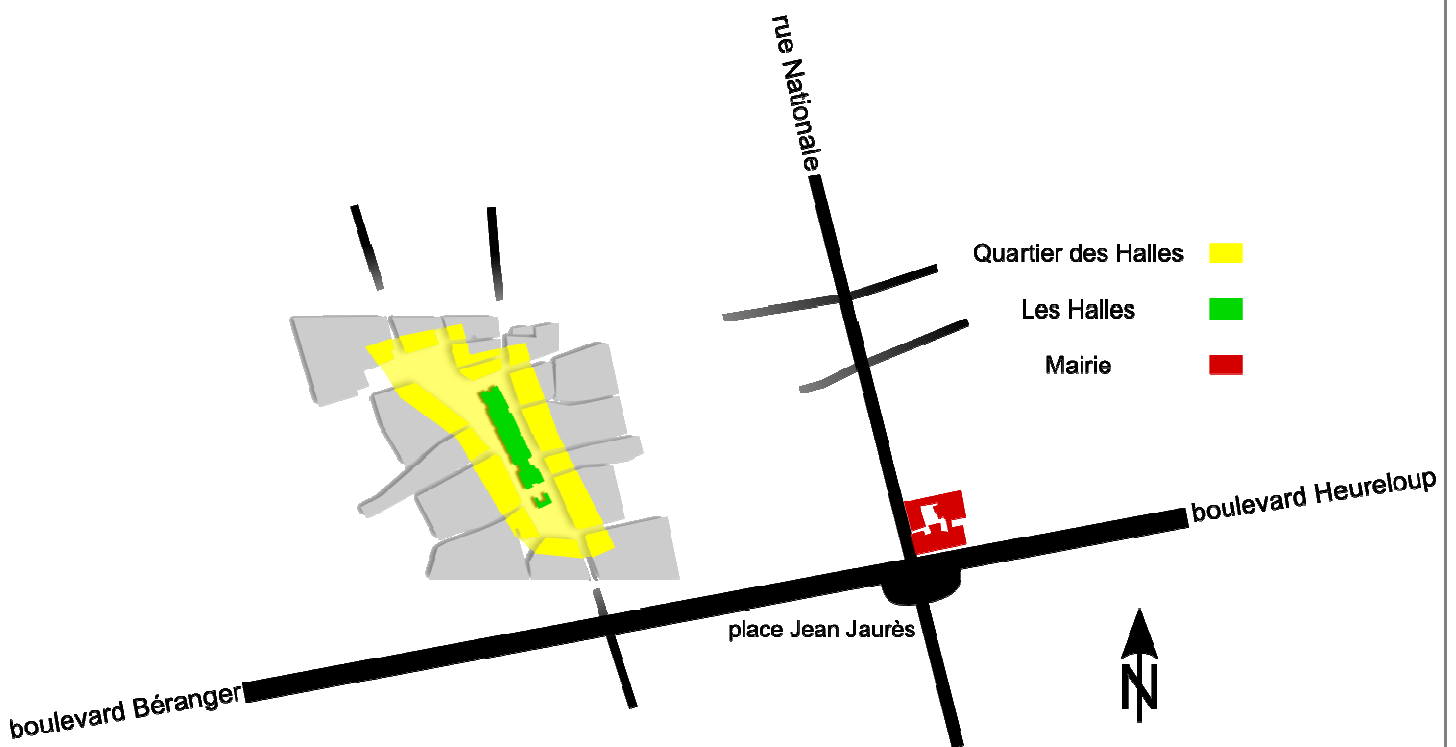 rue Nationale
Quartier des Halles
Les Halles
Mairie
boulevard Heureloup
place Jean Jaurès
boulevard Béranger
N